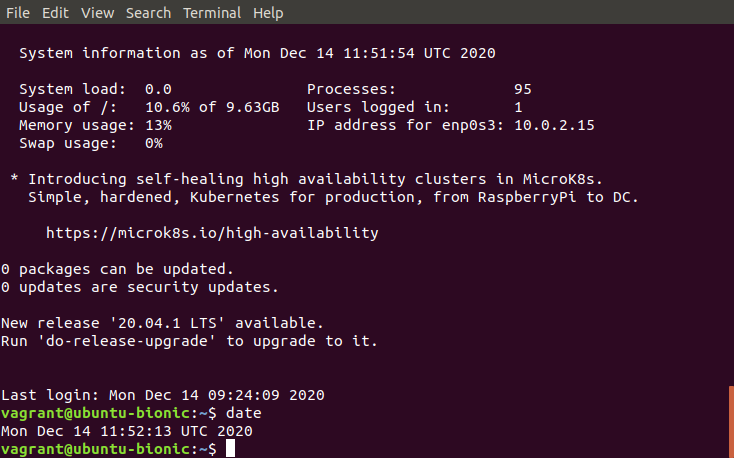 File Edit View Search Terminal Help
System information as of Mon Dec 14 11:51:54 UTC 2020
System load: 0.0 Processes: 95
Usage of /: 10.6% of 9.63GB Users logged in: 1
Memory usage: 13% IP address for enp0s3: 10.0.2.15
Swap usage: 0%
* Introducing self-healing high availability clusters in MicroK8s.
Simple, hardened, Kubernetes for production, from RaspberryPi to DC.
https://microk8s.io/high-availability
0 packages can be updated.
0 updates are security updates.
New release '20.04.1 LTS' available.
Run 'do-release-upgrade' to upgrade to it.
Last login: Mon Dec 14 09:24:09 2020
vagrant@ubuntu-bionic:~$ date
Mon Dec 14 11:52:13 UTC 2020
vagrant@ubuntu-bionic:~$